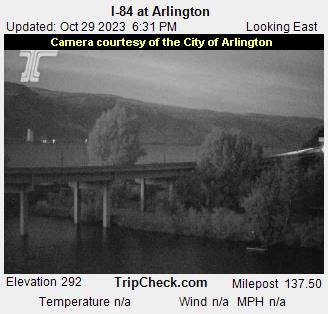 I-84 at Arlington
Updated: Oct 29 2023 6:31 PM Looking East
Camera courtesy of the City of Arlington
Elevation 292 TripCheck.com Milepost 137.50
Temperature n/a Wind n/a MPH n/a